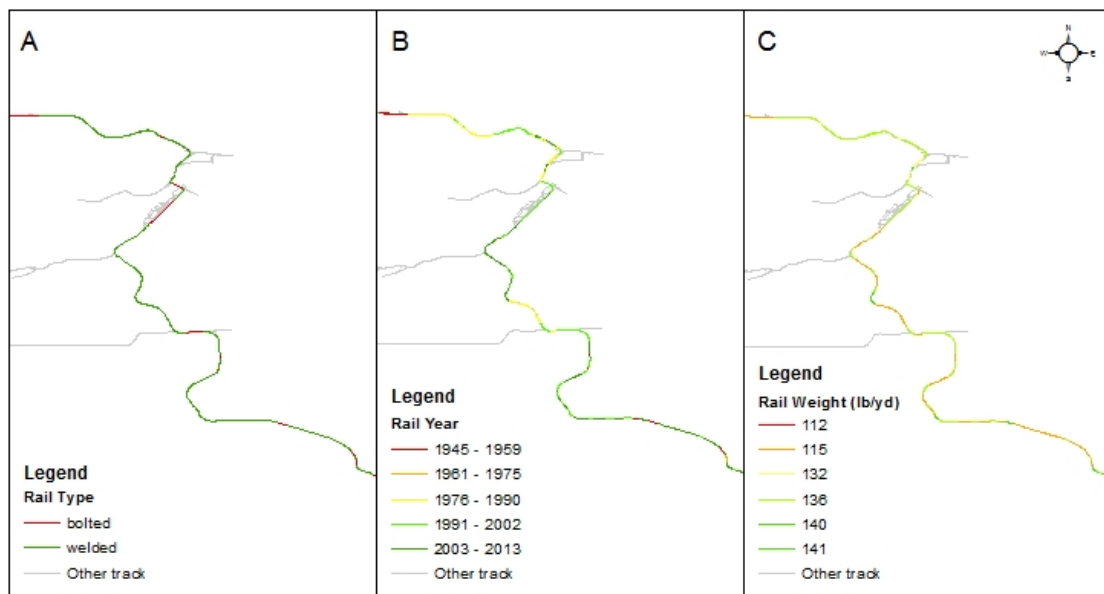 A
Legend
Rail Type
bolted
welded
Other track
B
Legend
Rail Year
1945 - 1959
1961 - 1975
1976 - 1990
1991 - 2002
2003 - 2013
Other track
C
N
W
E
S
Legend
Rail Weight (lb/yd)
112
115
132
136
140
141
Other track